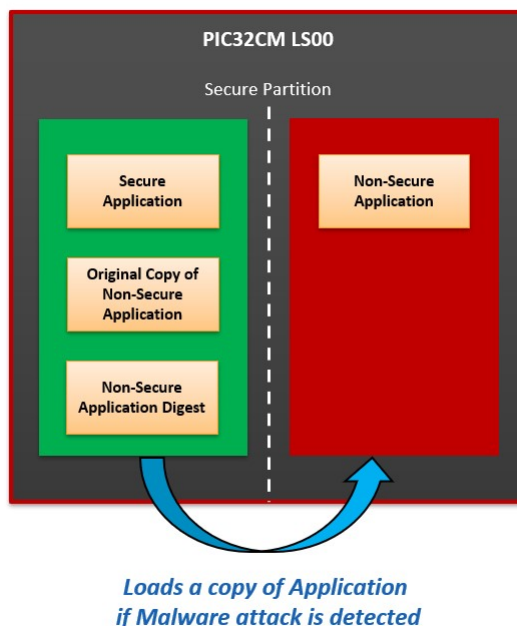 PIC32CM LS00
Secure Partition
Secure
Application
Original Copy of
Non-Secure
Application
Non-Secure
Application Digest
Non-Secure
Application
Loads a copy of Application
if Malware attack is detected